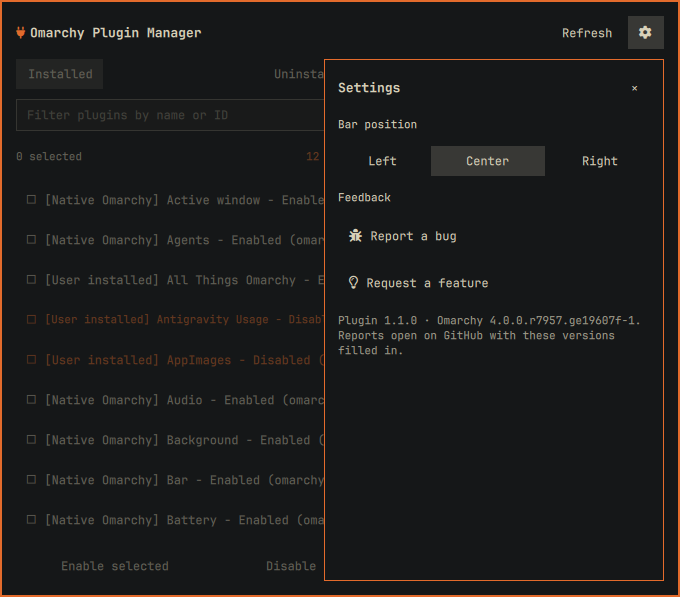 Omarchy Plugin Manager
Refresh
Installed
Uninsta
Filter plugins by name or ID
0 selected
12
[Native Omarchy] Active window - Enable
[Native Omarchy] Agents - Enabled (omar
[User installed] All Things Omarchy - E
[User installed] Antigravity Usage - Disabl
[User installed] AppImages - Disabled (
[Native Omarchy] Audio - Enabled (omarc
[Native Omarchy] Background - Enabled (
[Native Omarchy] Bar - Enabled (omarchy
[Native Omarchy] Battery - Enabled (oma
Enable selected
Disable
Settings
×
Bar position
Left
Center
Right
Feedback
Report a bug
Request a feature
Plugin 1.1.0 · Omarchy 4.0.0.r7957.ge19607f-1.
Reports open on GitHub with these versions
filled in.